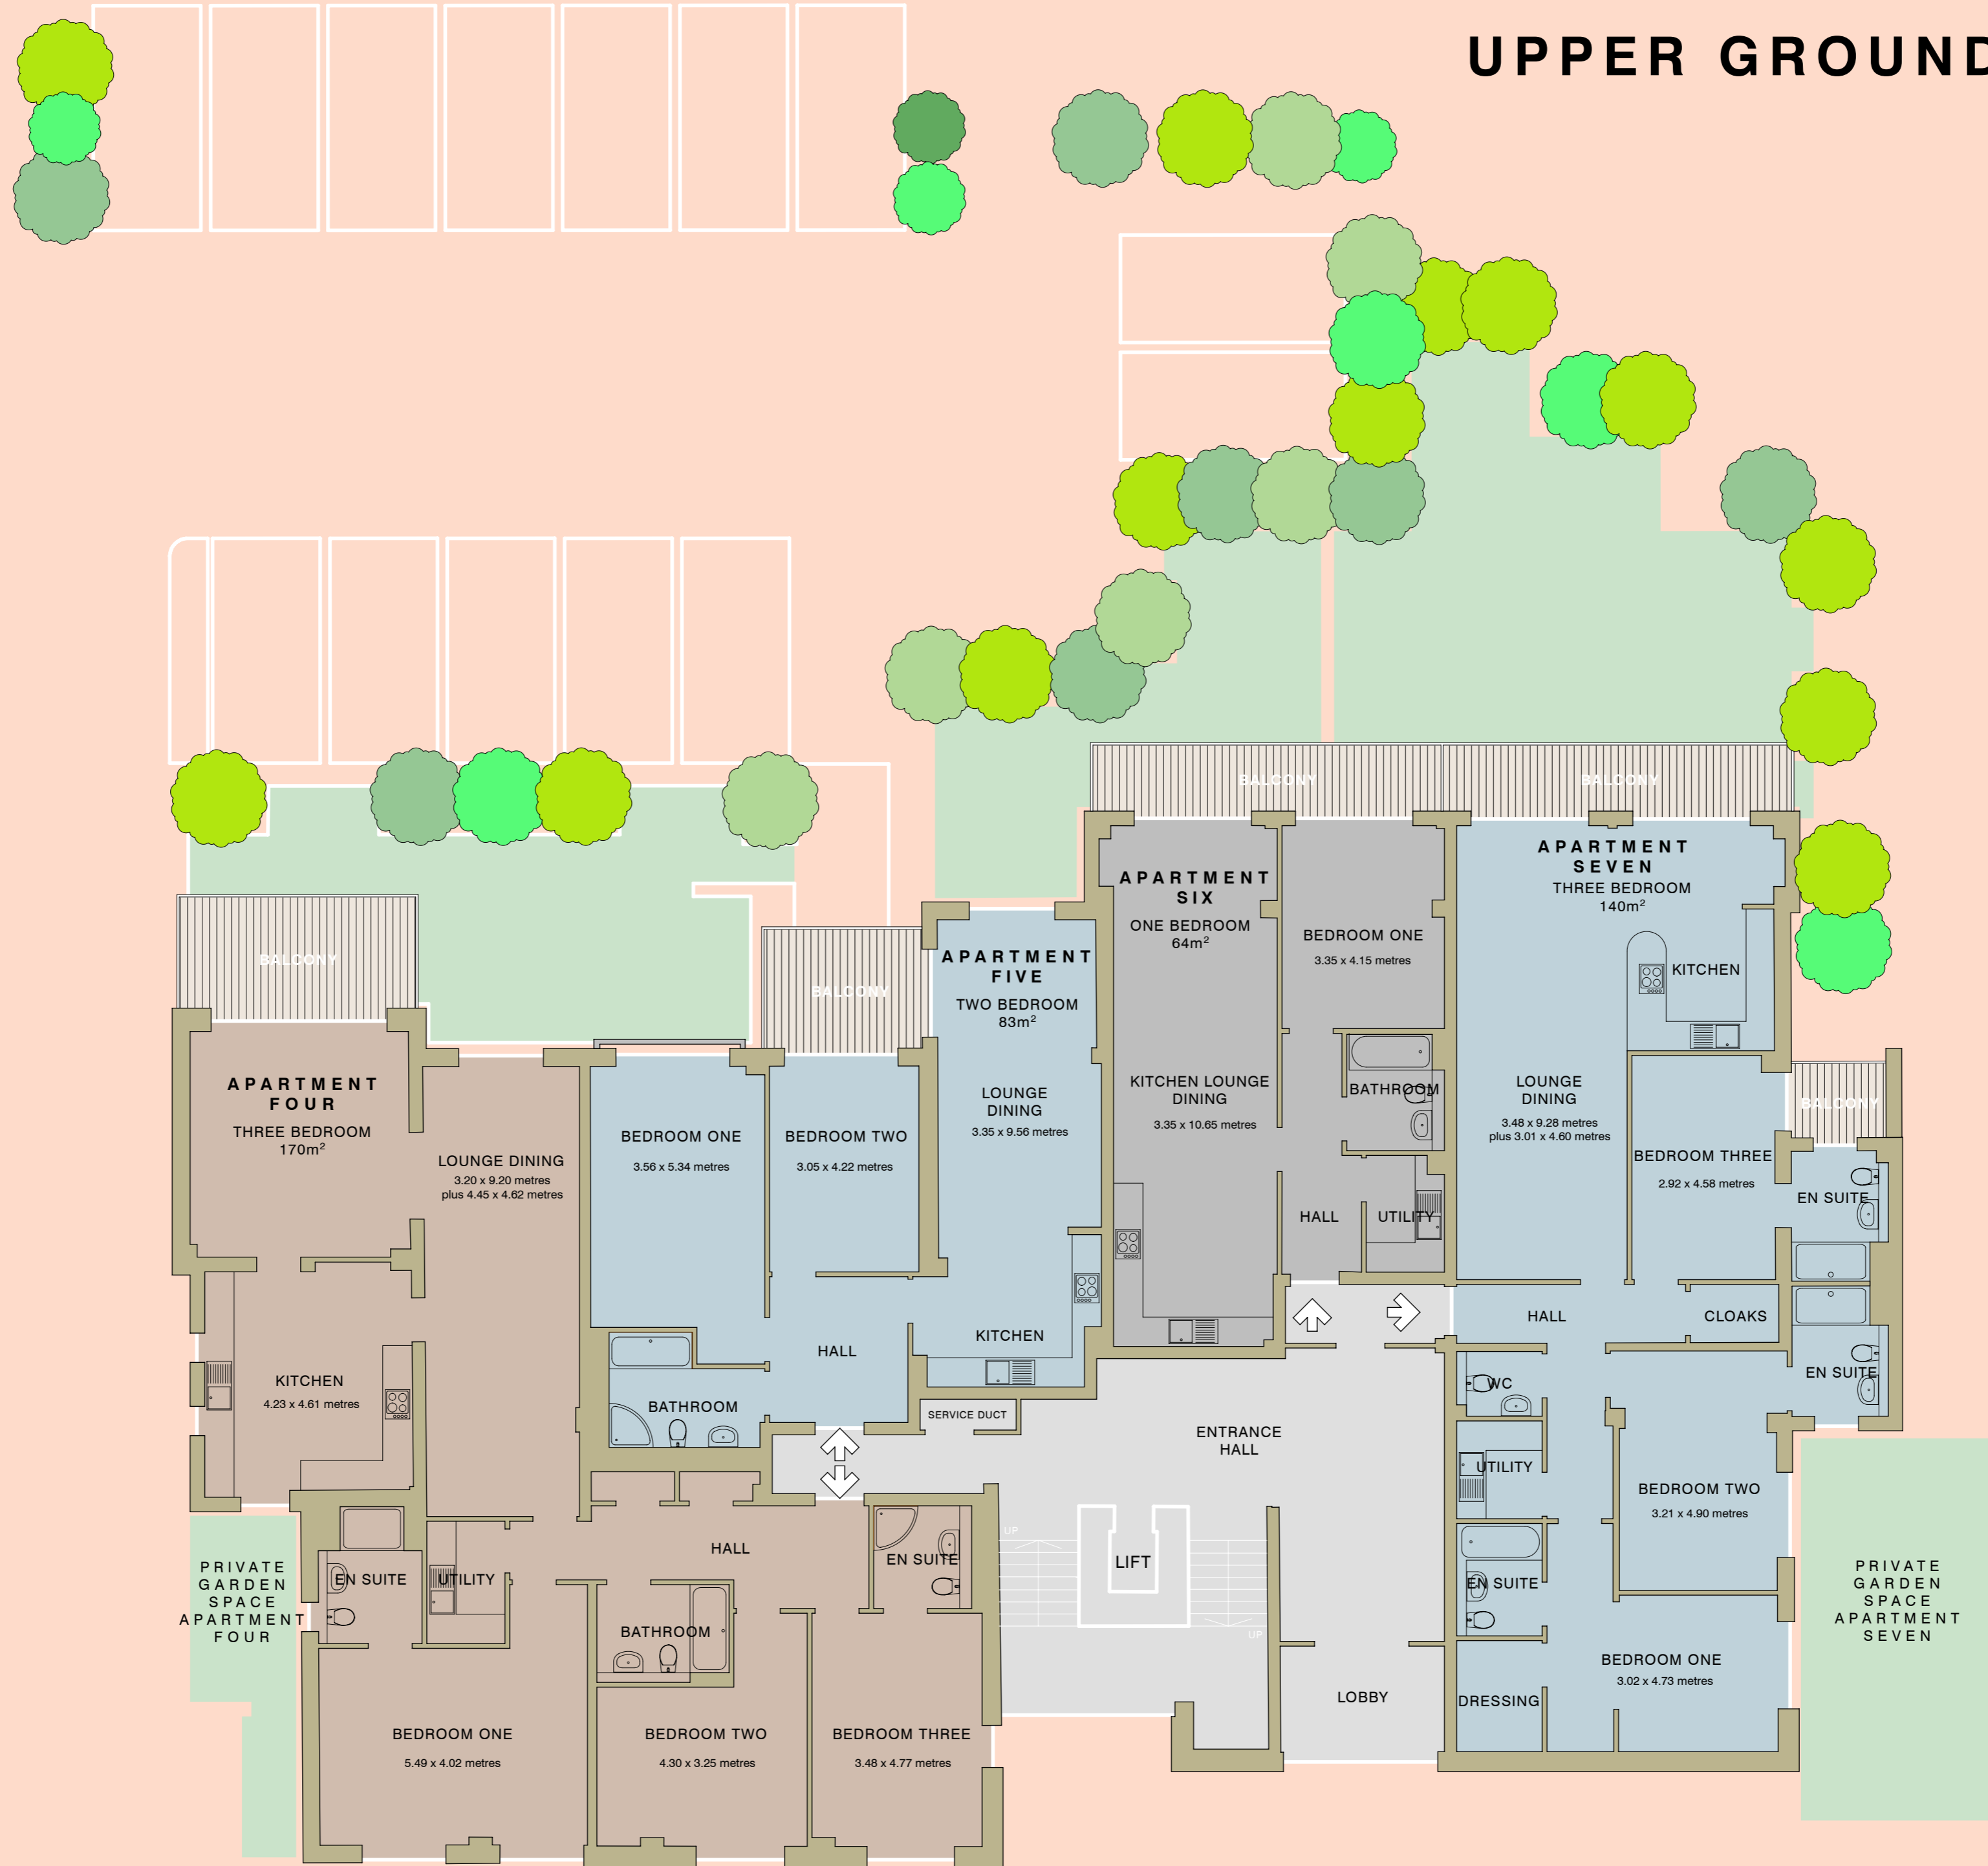 UPPER GROUND
BALCONY
BALCONY
BALCONY
BALCONY
BALCONY
APARTMENT
FOUR
THREE BEDROOM
170m²
LOUNGE DINING
3.20 x 9.20 metres
plus 4.45 x 4.62 metres
KITCHEN
4.23 x 4.61 metres
EN SUITE
UTILITY
HALL
BATHROOM
EN SUITE
BEDROOM ONE
5.49 x 4.02 metres
BEDROOM TWO
4.30 x 3.25 metres
BEDROOM THREE
3.48 x 4.77 metres
PRIVATE
GARDEN
SPACE
APARTMENT
FOUR
APARTMENT
FIVE
TWO BEDROOM
83m²
LOUNGE
DINING
3.35 x 9.56 metres
BEDROOM ONE
3.56 x 5.34 metres
BEDROOM TWO
3.05 x 4.22 metres
HALL
KITCHEN
BATHROOM
SERVICE DUCT
APARTMENT
SIX
ONE BEDROOM
64m²
BEDROOM ONE
3.35 x 4.15 metres
KITCHEN LOUNGE
DINING
3.35 x 10.65 metres
BATHROOM
HALL
UTILITY
ENTRANCE
HALL
UP
LIFT
UP
LOBBY
APARTMENT
SEVEN
THREE BEDROOM
140m²
KITCHEN
LOUNGE
DINING
3.48 x 9.28 metres
plus 3.01 x 4.60 metres
BEDROOM THREE
2.92 x 4.58 metres
EN SUITE
HALL
CLOAKS
WC
EN SUITE
UTILITY
BEDROOM TWO
3.21 x 4.90 metres
EN SUITE
BEDROOM ONE
3.02 x 4.73 metres
DRESSING
PRIVATE
GARDEN
SPACE
APARTMENT
SEVEN